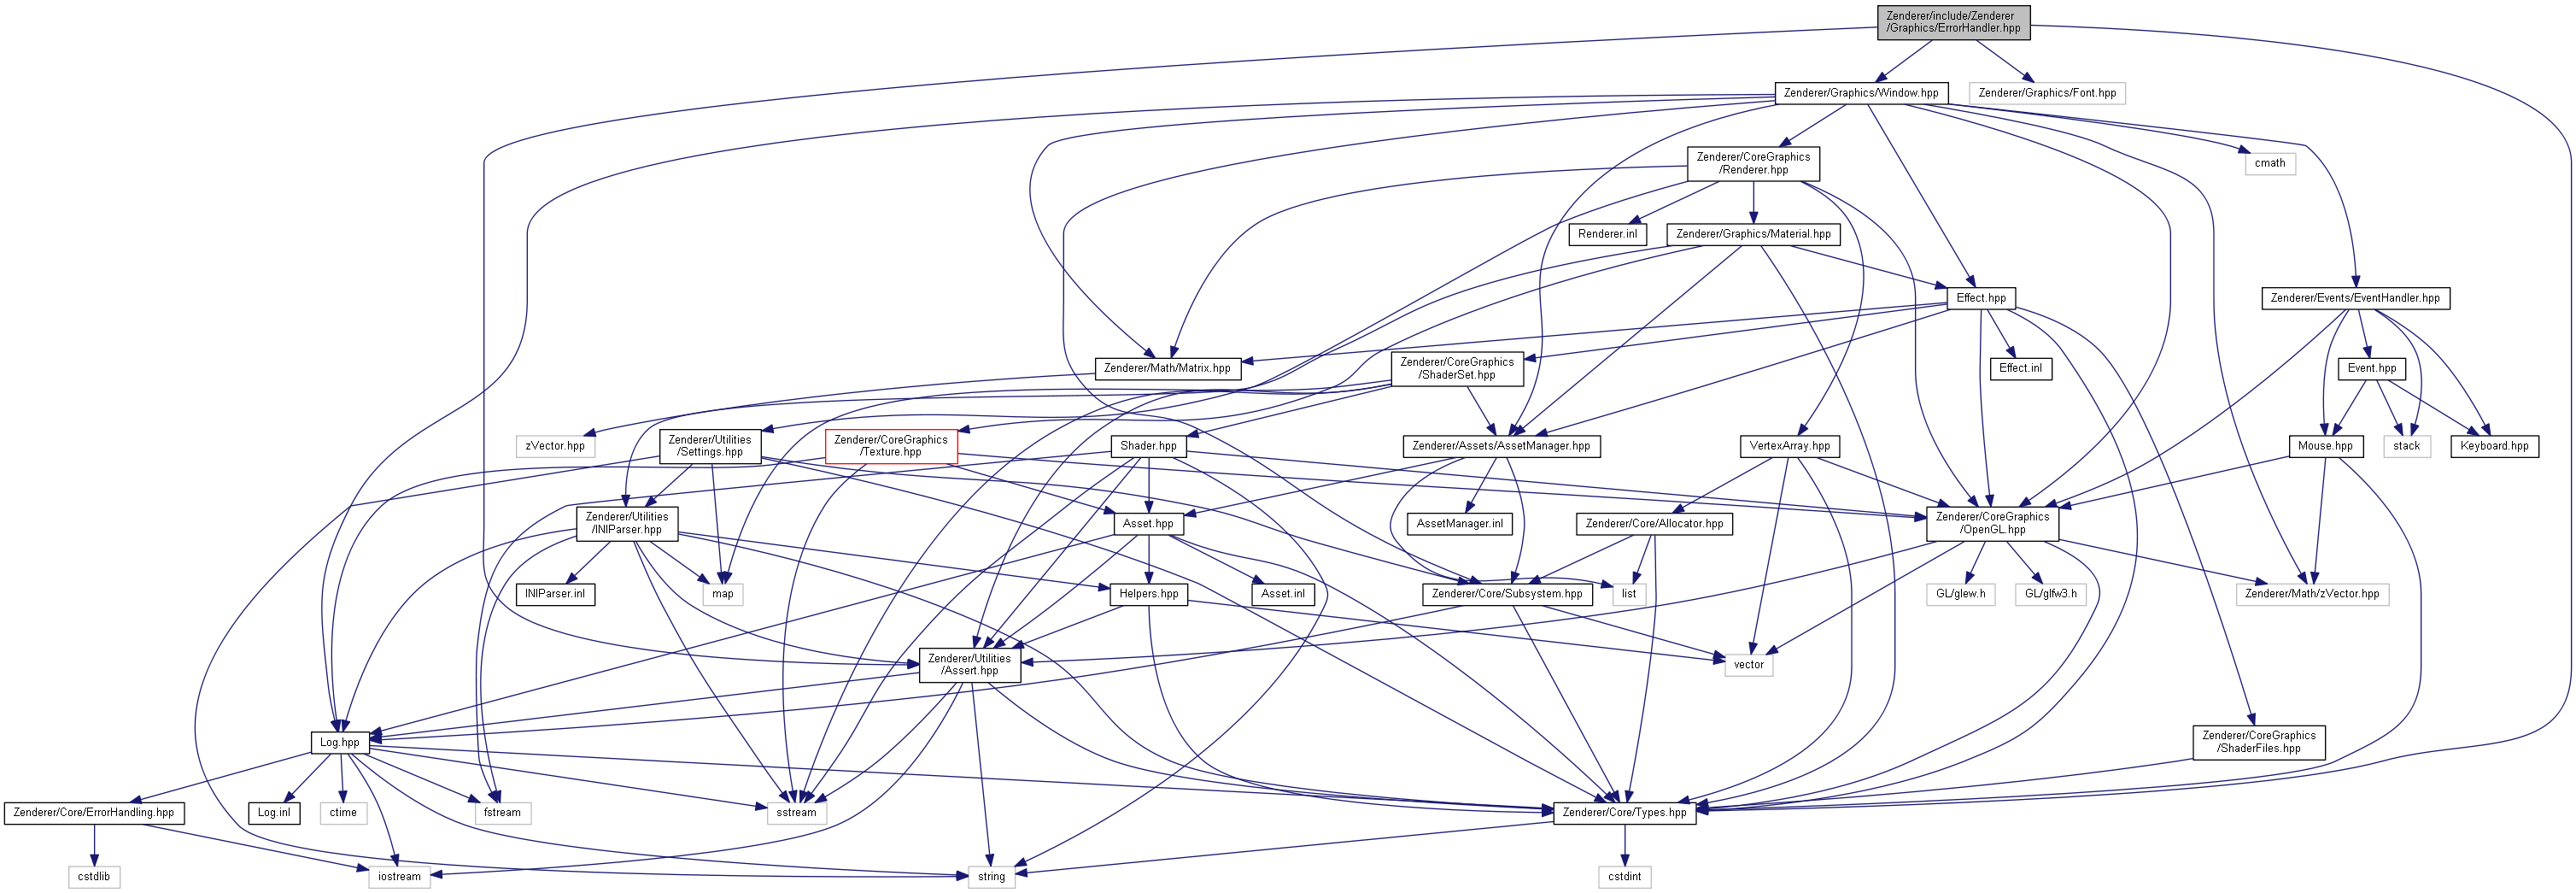 Zenderer/include/Zenderer
/Graphics/ErrorHandler.hpp
Zenderer/Graphics/Window.hpp
Zenderer/Graphics/Font.hpp
Zenderer/CoreGraphics
/Renderer.hpp
cmath
Renderer.inl
Zenderer/Graphics/Material.hpp
Effect.hpp
Zenderer/Events/EventHandler.hpp
Zenderer/Math/Matrix.hpp
Zenderer/CoreGraphics
/ShaderSet.hpp
Effect.inl
Event.hpp
zVector.hpp
Zenderer/Utilities
/Settings.hpp
Zenderer/CoreGraphics
/Texture.hpp
Shader.hpp
Zenderer/Assets/AssetManager.hpp
VertexArray.hpp
Mouse.hpp
stack
Keyboard.hpp
Zenderer/Utilities
/INIParser.hpp
Asset.hpp
AssetManager.inl
Zenderer/Core/Allocator.hpp
Zenderer/CoreGraphics
/OpenGL.hpp
INIParser.inl
map
Helpers.hpp
Asset.inl
Zenderer/Core/Subsystem.hpp
list
GL/glew.h
GL/glfw3.h
Zenderer/Math/zVector.hpp
Zenderer/Utilities
/Assert.hpp
vector
Log.hpp
Zenderer/CoreGraphics
/ShaderFiles.hpp
Zenderer/Core/ErrorHandling.hpp
Log.inl
ctime
fstream
sstream
Zenderer/Core/Types.hpp
cstdlib
iostream
string
cstdint